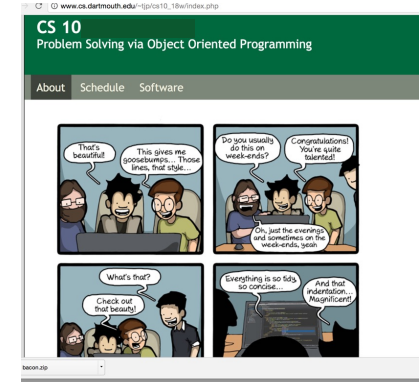 www.cs.dartmouth.edu/~tjp/cs10_18w/index.php
CS 10
Problem Solving via Object Oriented Programming
About Schedule Software
That's
beautiful!
This gives me
goosebumps... Those
lines, that style...
Do you usually
do this on
week-ends?
Congratulations!
You're quite
talented!
Oh, just the evenings
and sometimes on the
week-ends, yeah
What's that?
Check out
that beauty!
Everything is so tidy,
so concise...
And that
indentation...
Magnificent!
bacon.zip